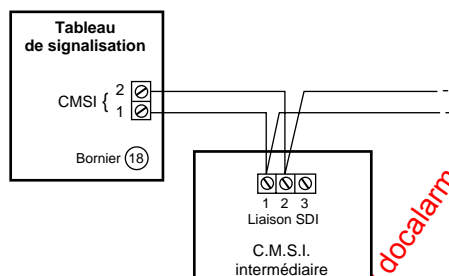 Tableau
de signalisation
2
CMSI {
1
Bornier 18
1 2 3
Liaison SDI
C.M.S.I.
intermédiaire
docalarm